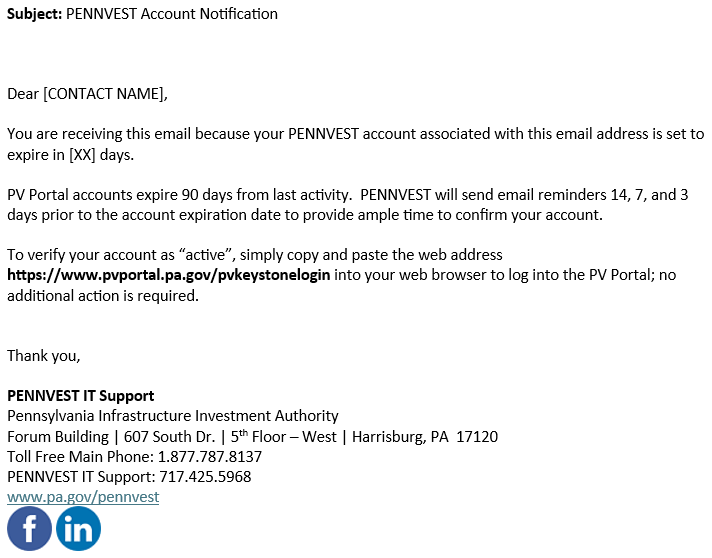 Subject: PENNVEST Account Notification
Dear [CONTACT NAME],
You are receiving this email because your PENNVEST account associated with this email address is set to
expire in [XX] days.
PV Portal accounts expire 90 days from last activity.  PENNVEST will send email reminders 14, 7, and 3
days prior to the account expiration date to provide ample time to confirm your account.
To verify your account as “active”, simply copy and paste the web address
https://www.pvportal.pa.gov/pvkeystonelogin into your web browser to log into the PV Portal; no
additional action is required.
Thank you,
PENNVEST IT Support
Pennsylvania Infrastructure Investment Authority
Forum Building | 607 South Dr. | 5th Floor – West | Harrisburg, PA  17120
Toll Free Main Phone: 1.877.787.8137
PENNVEST IT Support: 717.425.5968
www.pa.gov/pennvest
f in